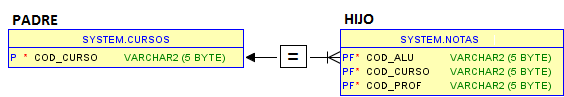 PADRE
HIJO
SYSTEM.CURSOS
P * COD_CURSO VARCHAR2 (5 BYTE)
=
SYSTEM.NOTAS
PF* COD_ALU VARCHAR2 (5 BYTE)
PF* COD_CURSO VARCHAR2 (5 BYTE)
PF* COD_PROF VARCHAR2 (5 BYTE)